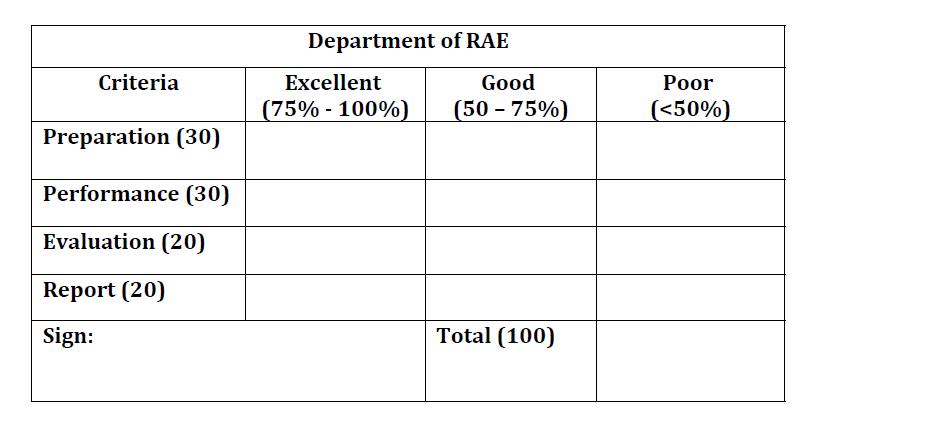 Department of RAE
Criteria Excellent Good Poor
(75% - 100%) (50 – 75%) (<50%)
Preparation (30)
Performance (30)
Evaluation (20)
Report (20)
Sign: Total (100)